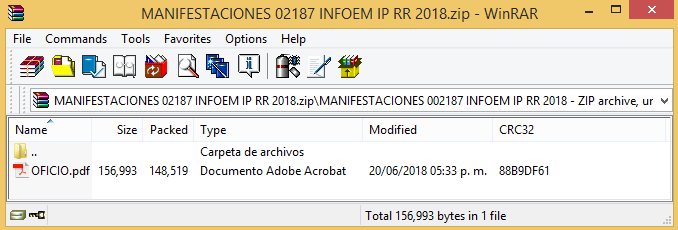 MANIFESTACIONES 02187 INFOEM IP RR 2018.zip - WinRAR
File Commands Tools Favorites Options Help
MANIFESTACIONES 02187 INFOEM IP RR 2018.zip\MANIFESTACIONES 002187 INFOEM IP RR 2018 - ZIP archive, ur
Name Size Packed Type Modified CRC32
.. Carpeta de archivos
OFICIO.pdf 156,993 148,519 Documento Adobe Acrobat 20/06/2018 05:33 p. m. 88B9DF61
Total 156,993 bytes in 1 file